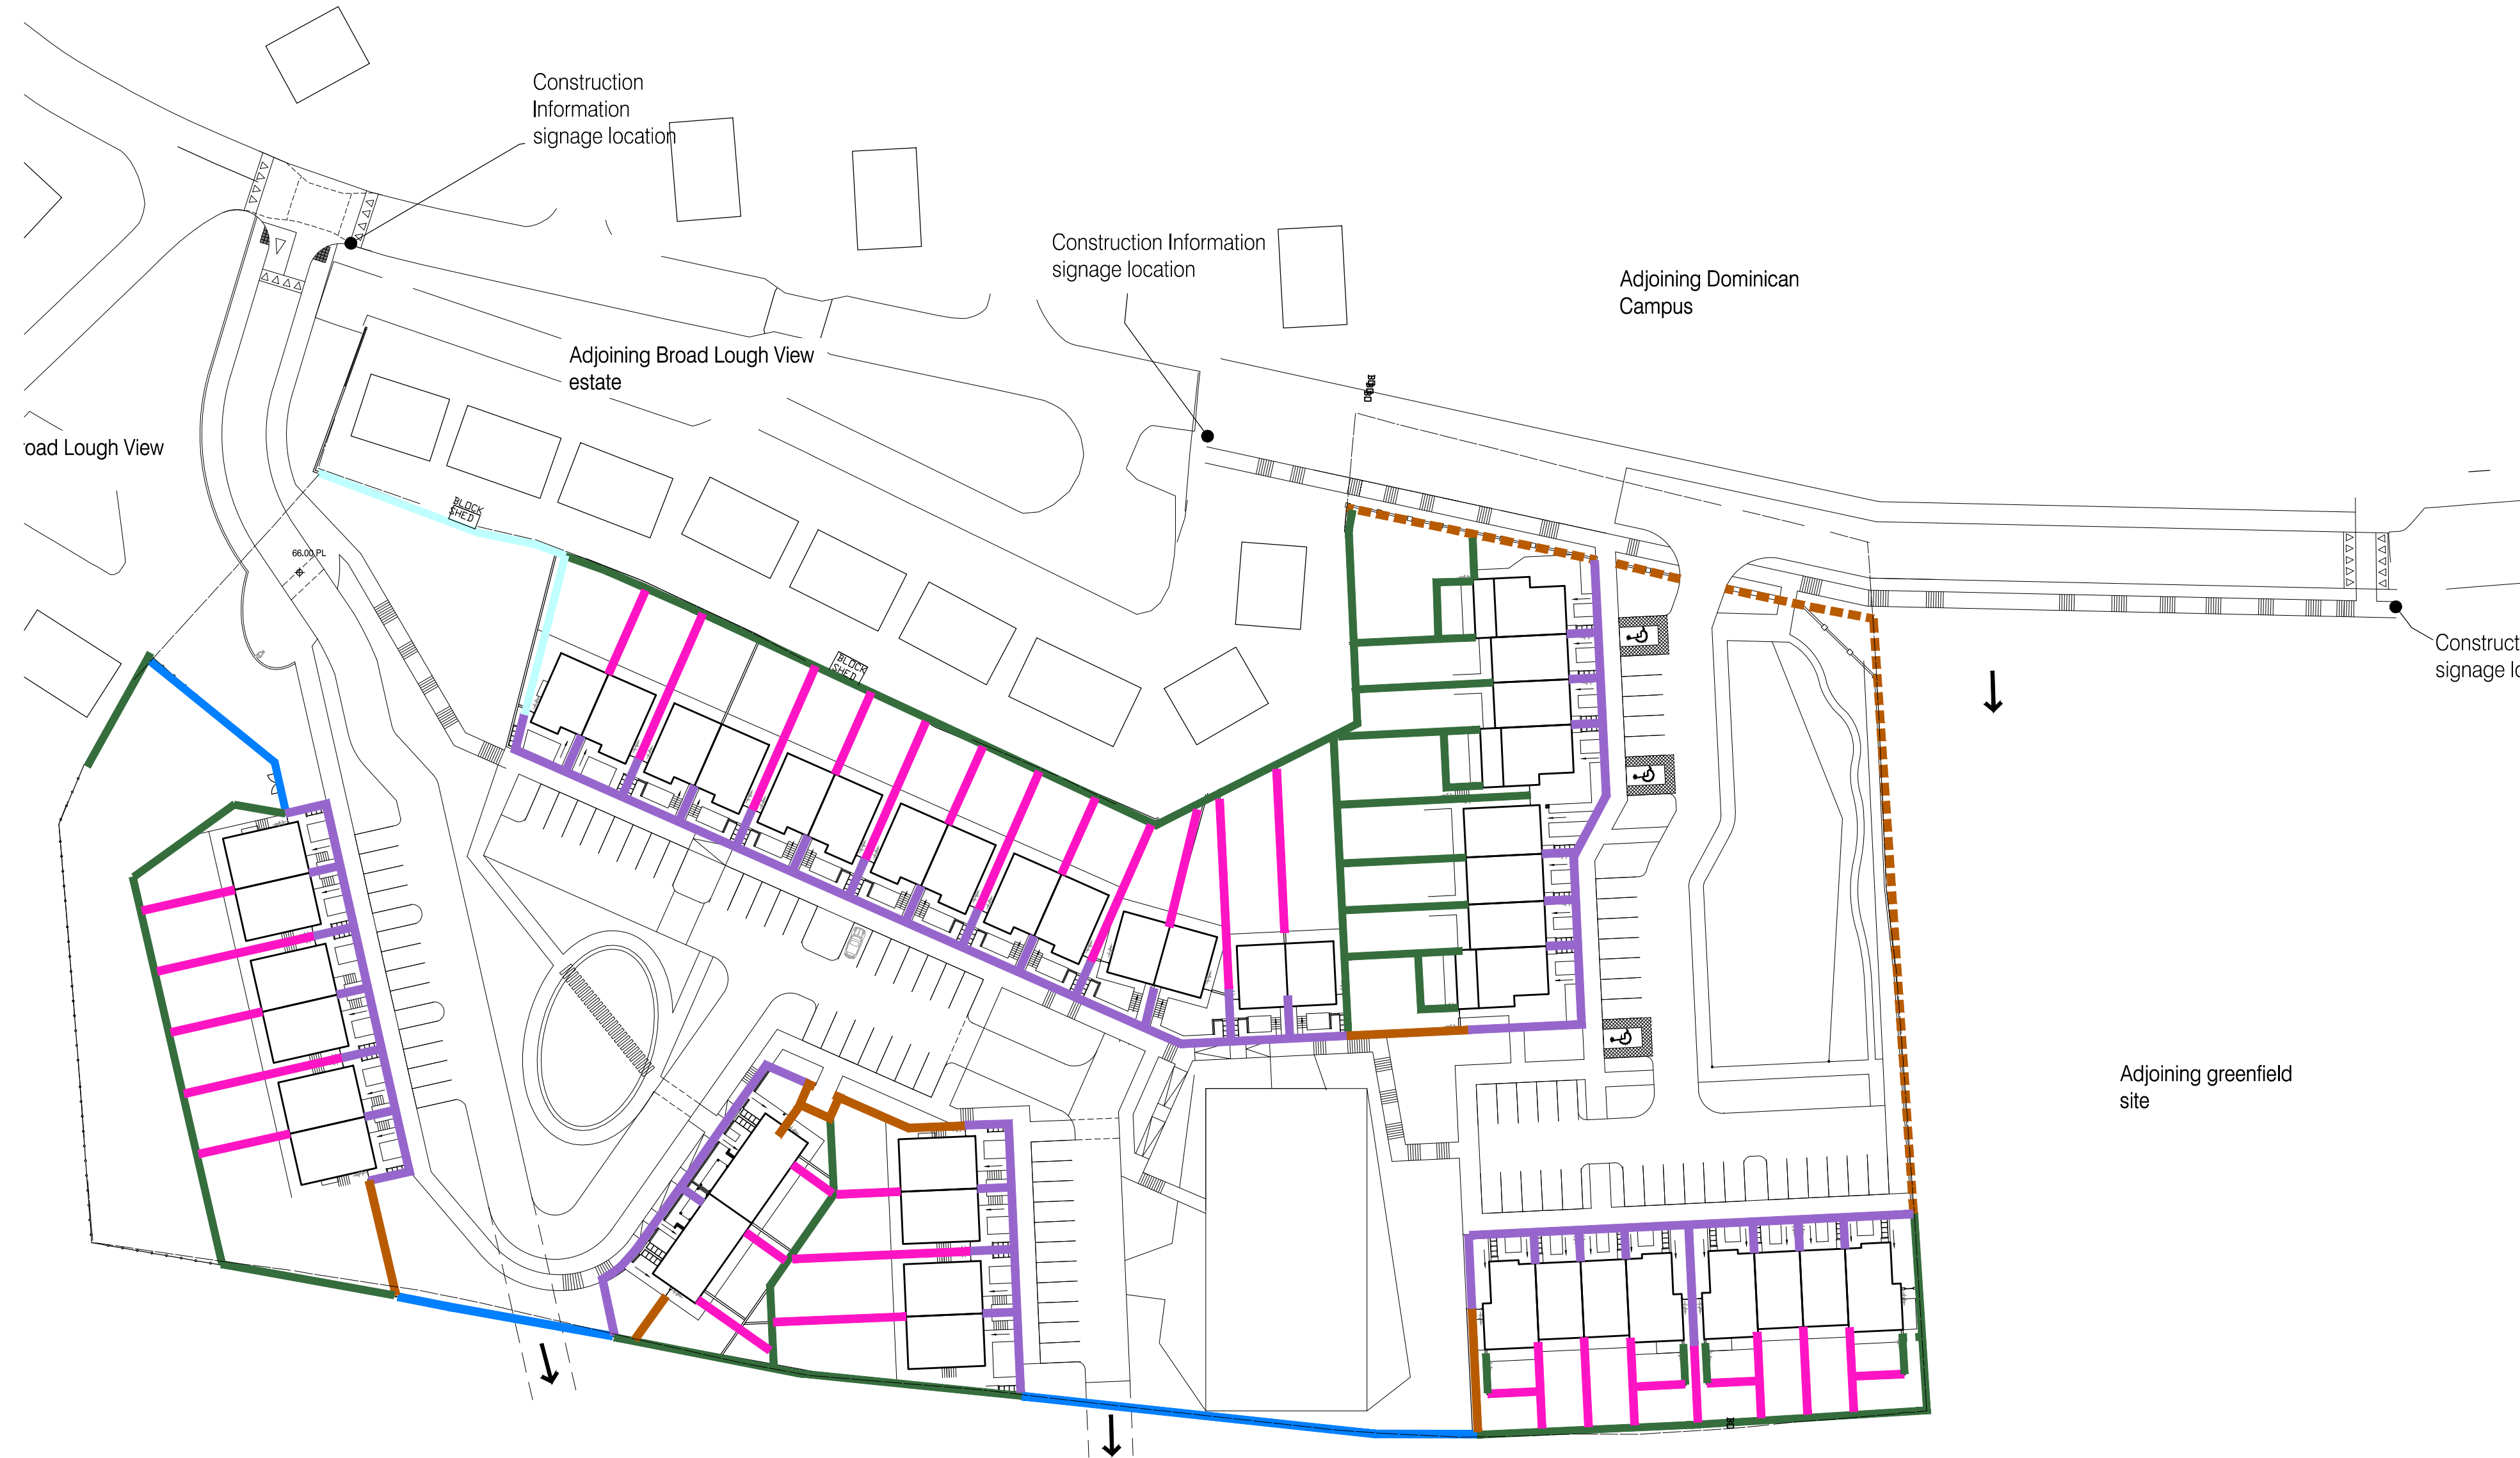 Construction
Information
signage location
Construction Information
signage location
Adjoining Dominican
Campus
Adjoining Broad Lough View
estate
oad Lough View
BLOCK
SHED
66.00 PL
BLOCK
SHED
Construct
signage lo
Adjoining greenfield
site